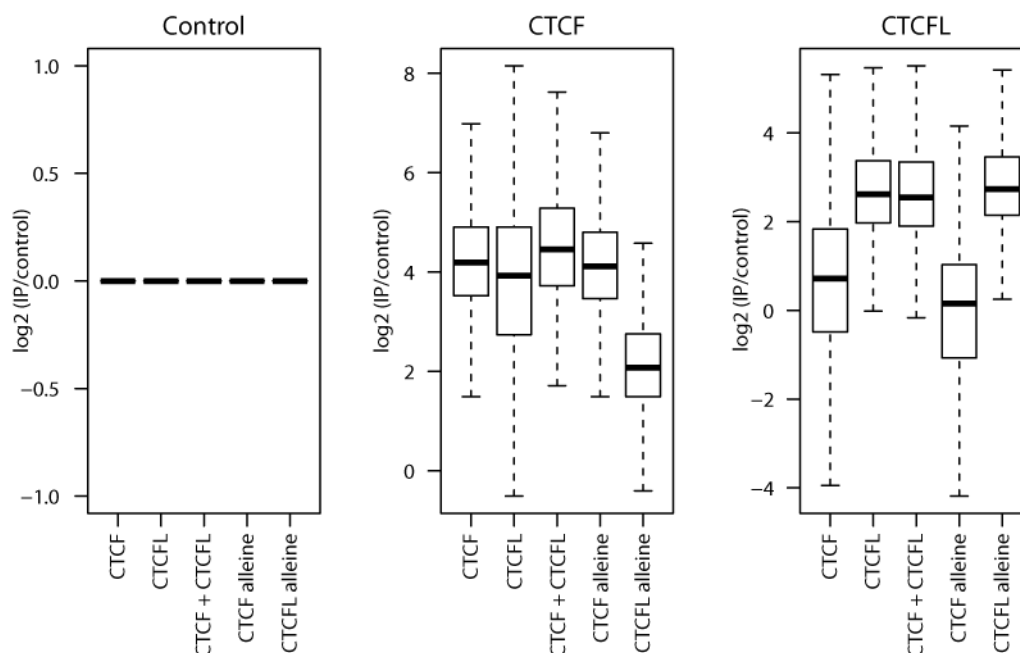 Control
log2 (IP/control)
1.0
0.5
0.0
−0.5
−1.0
CTCF
CTCFL
CTCF + CTCFL
CTCF alleine
CTCFL alleine
CTCF
log2 (IP/control)
8
6
4
2
0
CTCF
CTCFL
CTCF + CTCFL
CTCF alleine
CTCFL alleine
CTCFL
log2 (IP/control)
4
2
0
−2
−4
CTCF
CTCFL
CTCF + CTCFL
CTCF alleine
CTCFL alleine